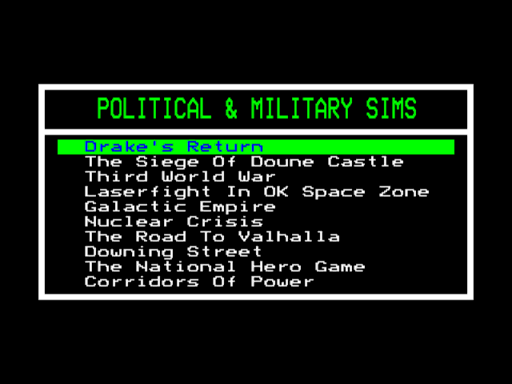 POLITICAL & MILITARY SIMS
Drake's Return
The Siege Of Doune Castle
Third World War
Laserfight In OK Space Zone
Galactic Empire
Nuclear Crisis
The Road To Valhalla
Downing Street
The National Hero Game
Corridors Of Power